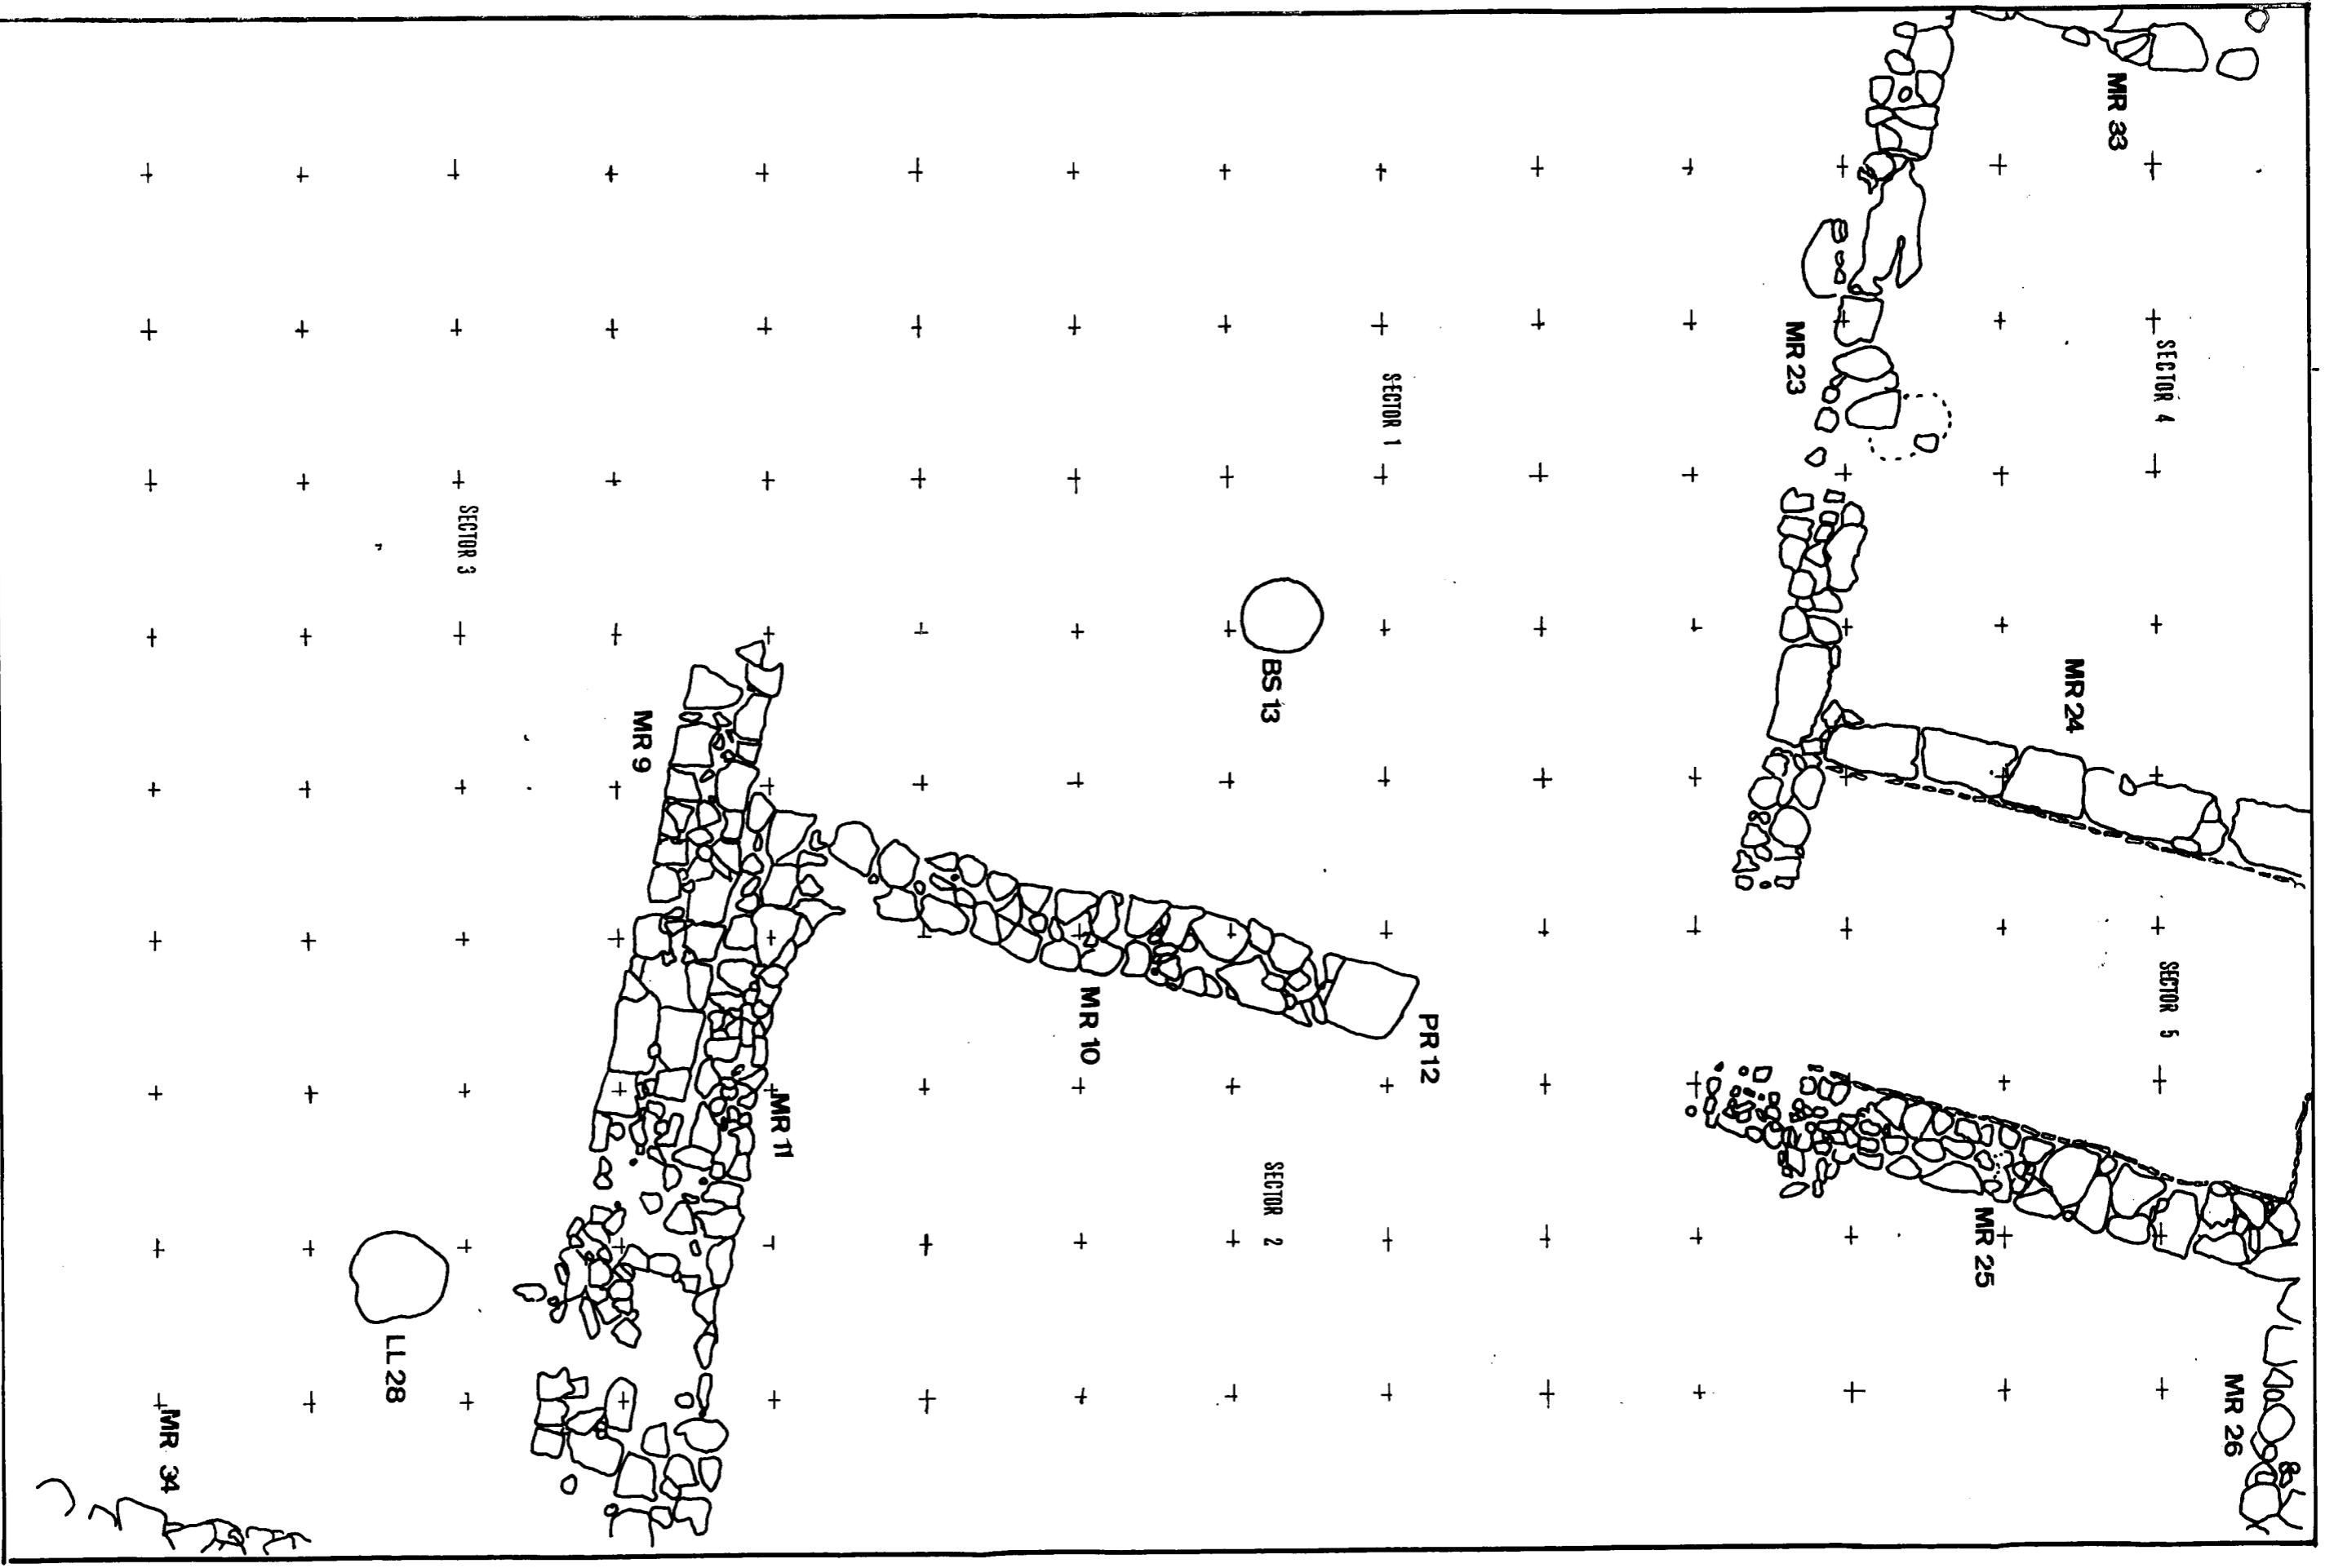 MR 33
SECTOR 4
MR 23
SECTOR 1
SECTOR 3
MR 24
BS 13
MR 9
SECTOR 5
MR 10
PR 12
MR 11
SECTOR 2
MR 25
LL 28
MR 26
MR 34